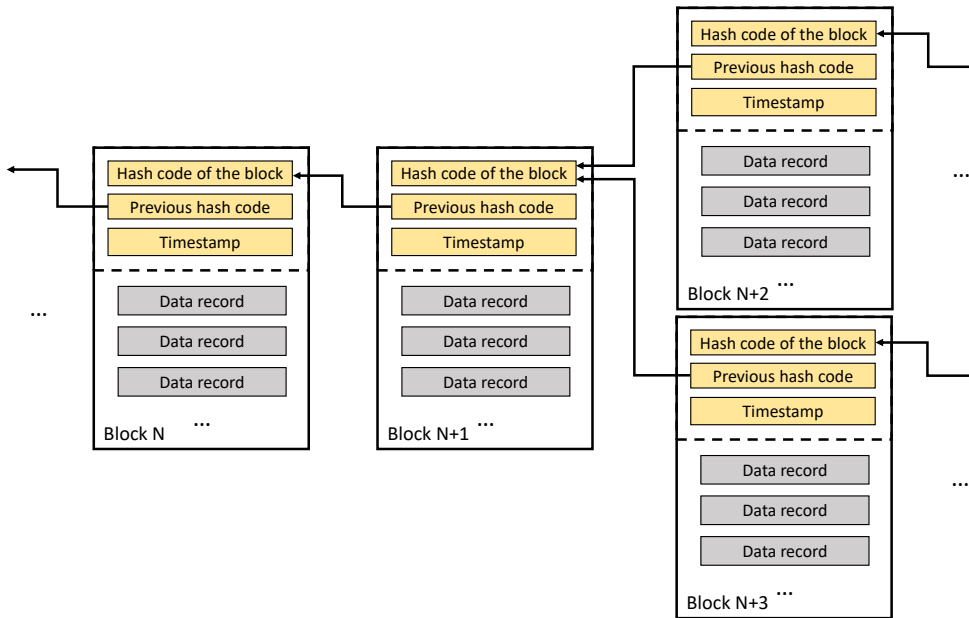 Hash code of the block
Previous hash code
Timestamp
Data record
Data record
Data record
...
Block N+2
...
Hash code of the block
Previous hash code
Timestamp
Data record
Data record
Data record
...
Block N
...
Hash code of the block
Previous hash code
Timestamp
Data record
Data record
Data record
...
Block N+1
Hash code of the block
Previous hash code
Timestamp
Data record
Data record
Data record
...
Block N+3
...